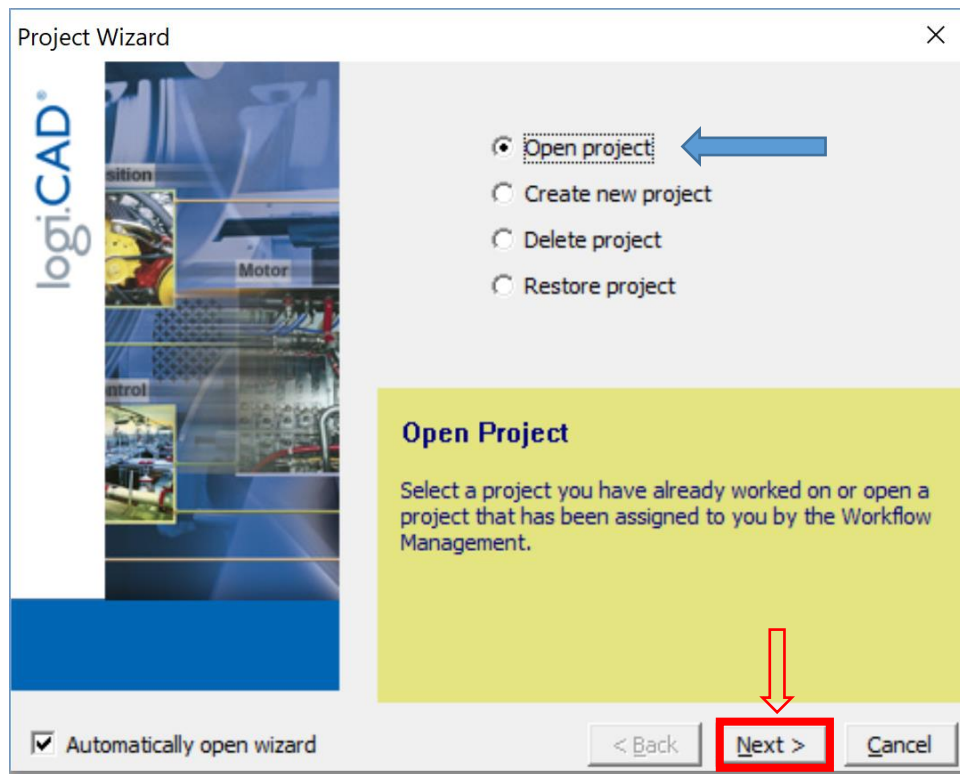 Project Wizard
logi.CAD
sition
Motor
ntrol
Open project
Create new project
Delete project
Restore project
Open Project
Select a project you have already worked on or open a
project that has been assigned to you by the Workflow
Management.
Automatically open wizard
< Back
Next >
Cancel